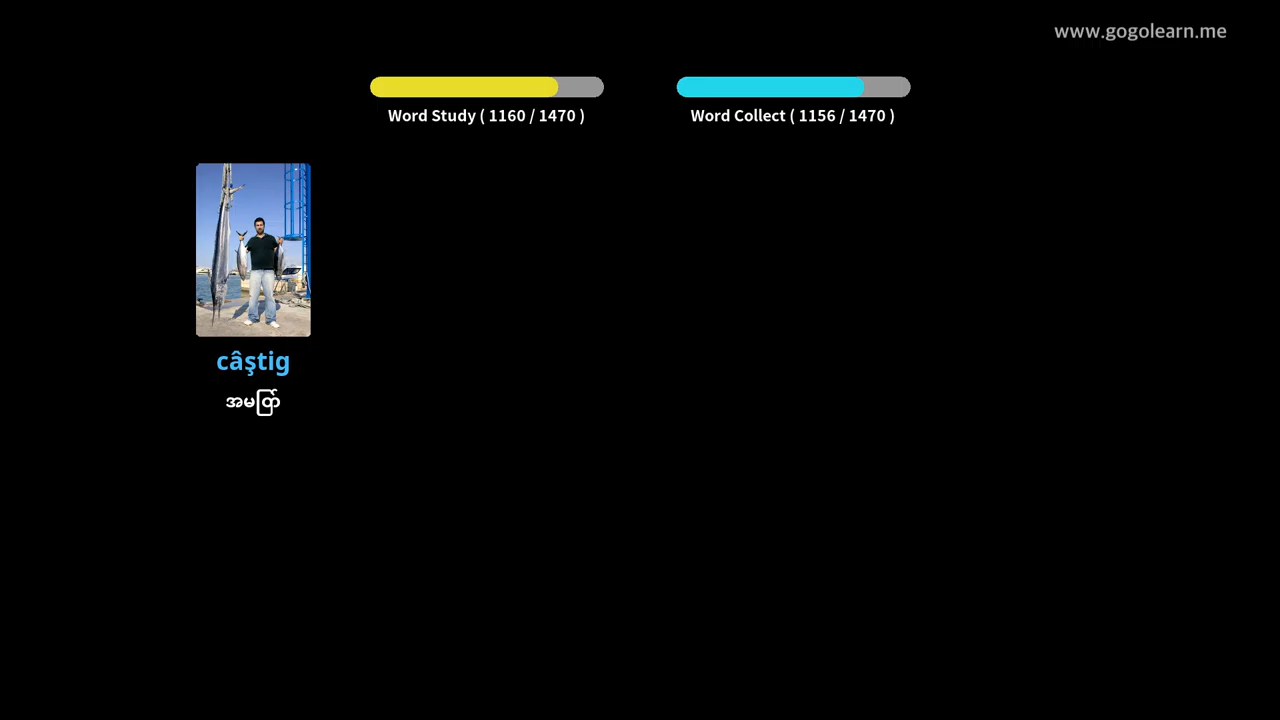 www.gogolearn.me
Word Study ( 1160 / 1470 )
Word Collect ( 1156 / 1470 )
câştig
အမတြာ်